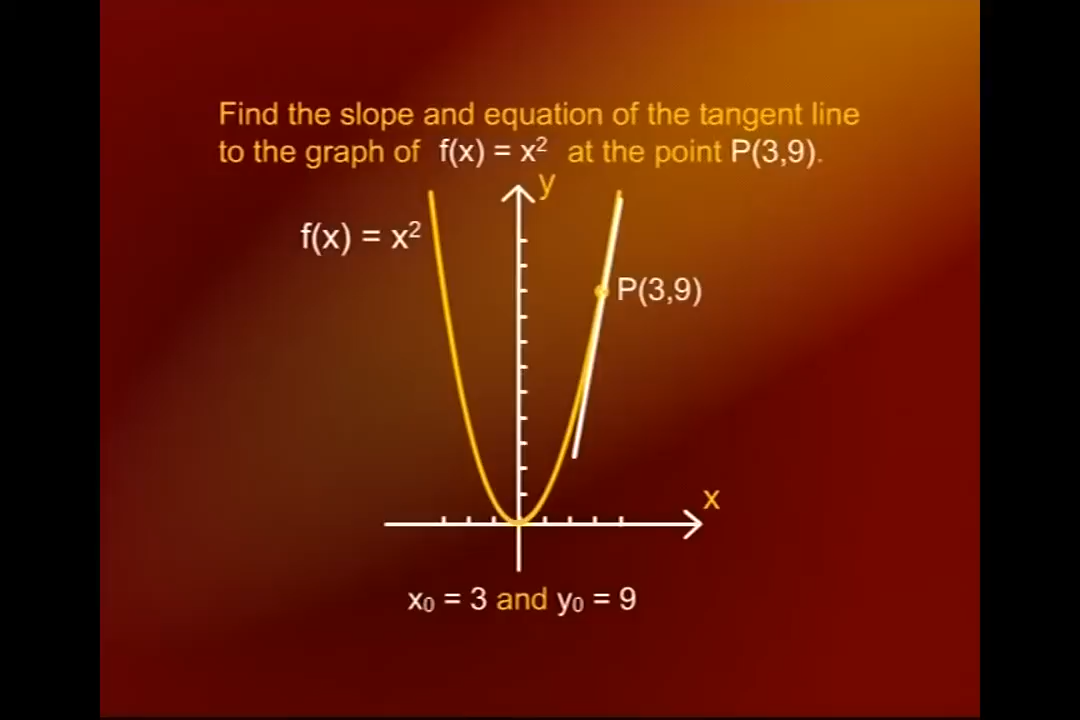 Find the slope and equation of the tangent line
to the graph of f(x) = x² at the point P(3,9).
y
f(x) = x²
P(3,9)
x
x₀ = 3 and y₀ = 9